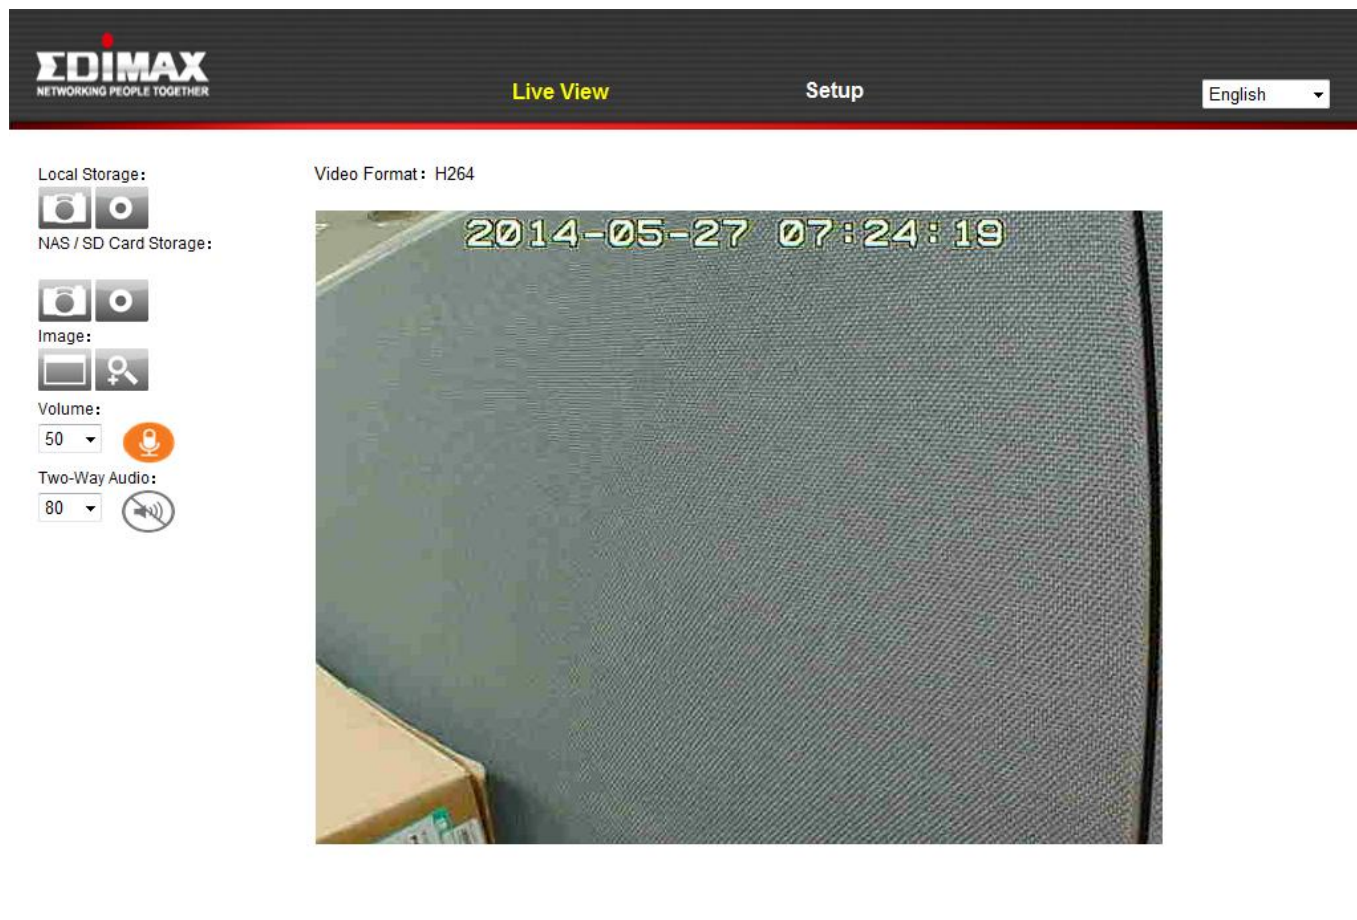 EDIMAX
NETWORKING PEOPLE TOGETHER
Live View
Setup
English
Local Storage:
NAS / SD Card Storage:
Image:
Volume:
50
Two-Way Audio:
80
Video Format: H264
2014-05-27 07:24:19